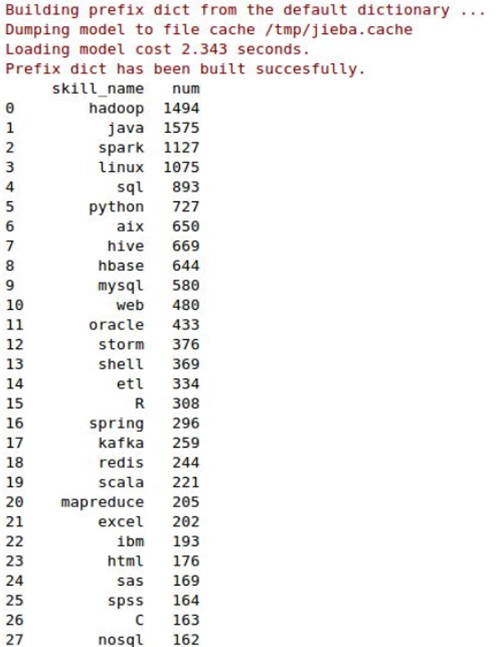 Building prefix dict from the default dictionary ...
Dumping model to file cache /tmp/jieba.cache
Loading model cost 2.343 seconds.
Prefix dict has been built succesfully.
skill_name num
0 hadoop 1494
1 java 1575
2 spark 1127
3 linux 1075
4 sql 893
5 python 727
6 aix 650
7 hive 669
8 hbase 644
9 mysql 580
10 web 480
11 oracle 433
12 storm 376
13 shell 369
14 etl 334
15 R 308
16 spring 296
17 kafka 259
18 redis 244
19 scala 221
20 mapreduce 205
21 excel 202
22 ibm 193
23 html 176
24 sas 169
25 spss 164
26 C 163
27 nosql 162